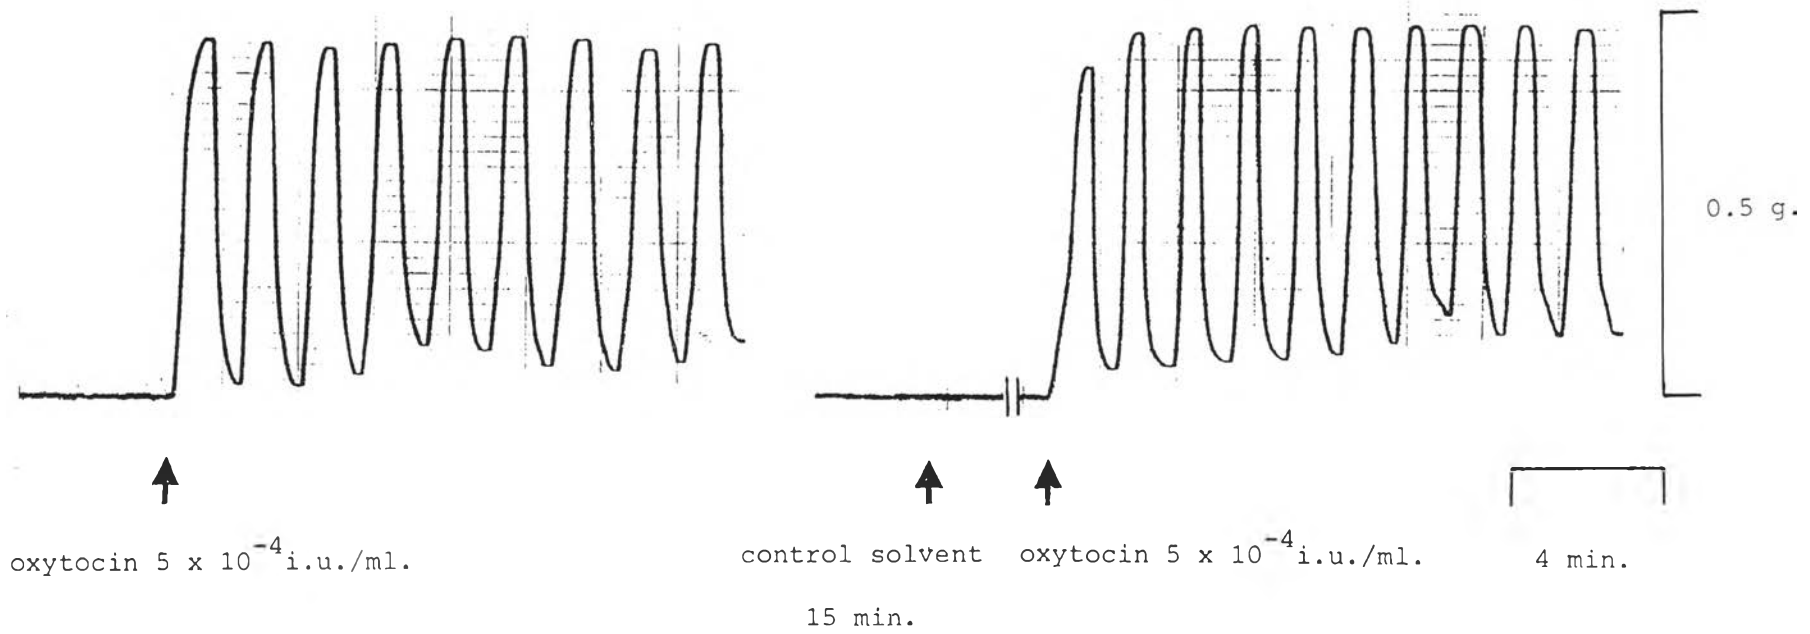 0.5 g.
oxytocin 5 x 10⁻⁴ i.u./ml.
control solvent
oxytocin 5 x 10⁻⁴ i.u./ml.
4 min.
15 min.